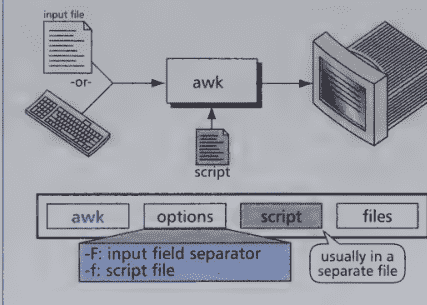 input file
-or-
awk
script
awk options script files
-F: input field separator
-f: script file
usually in a
separate file